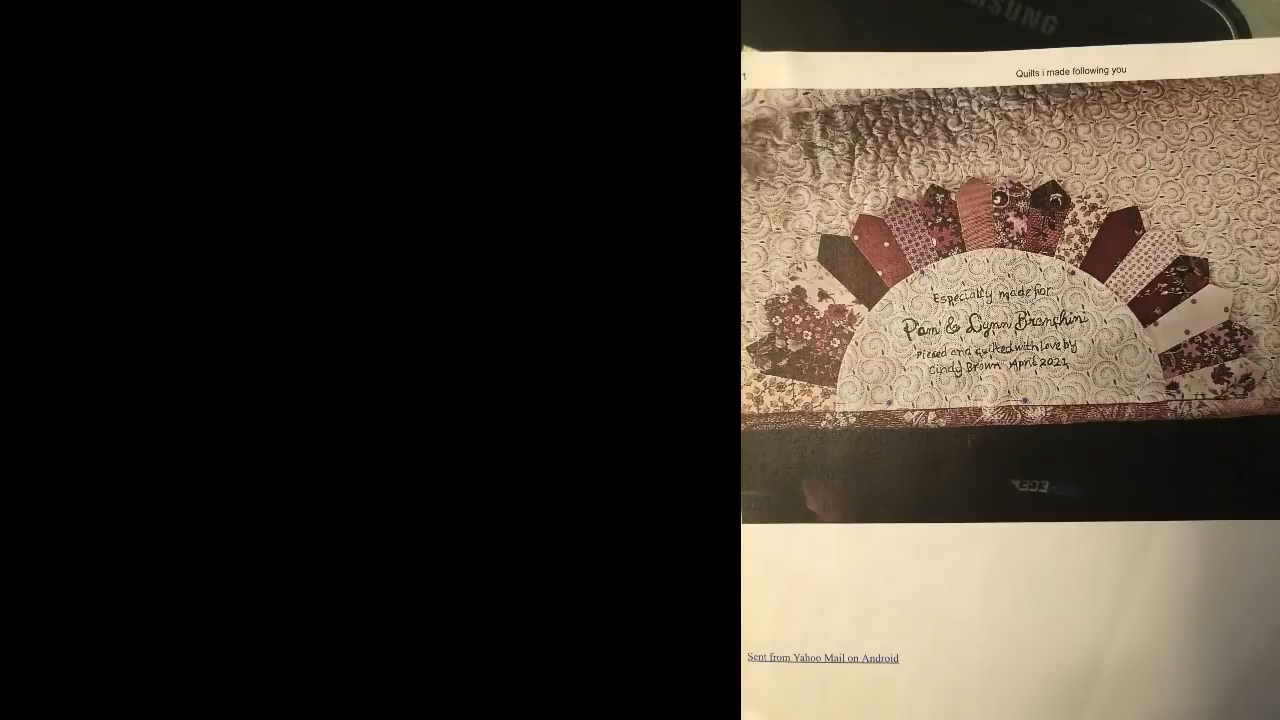 SAMSUNG
Quilts i made following you
1
Especially made for
Pam & Lynn Branchini
Pieced and quilted with love by
Cindy Brown April 2021
Sent from Yahoo Mail on Android